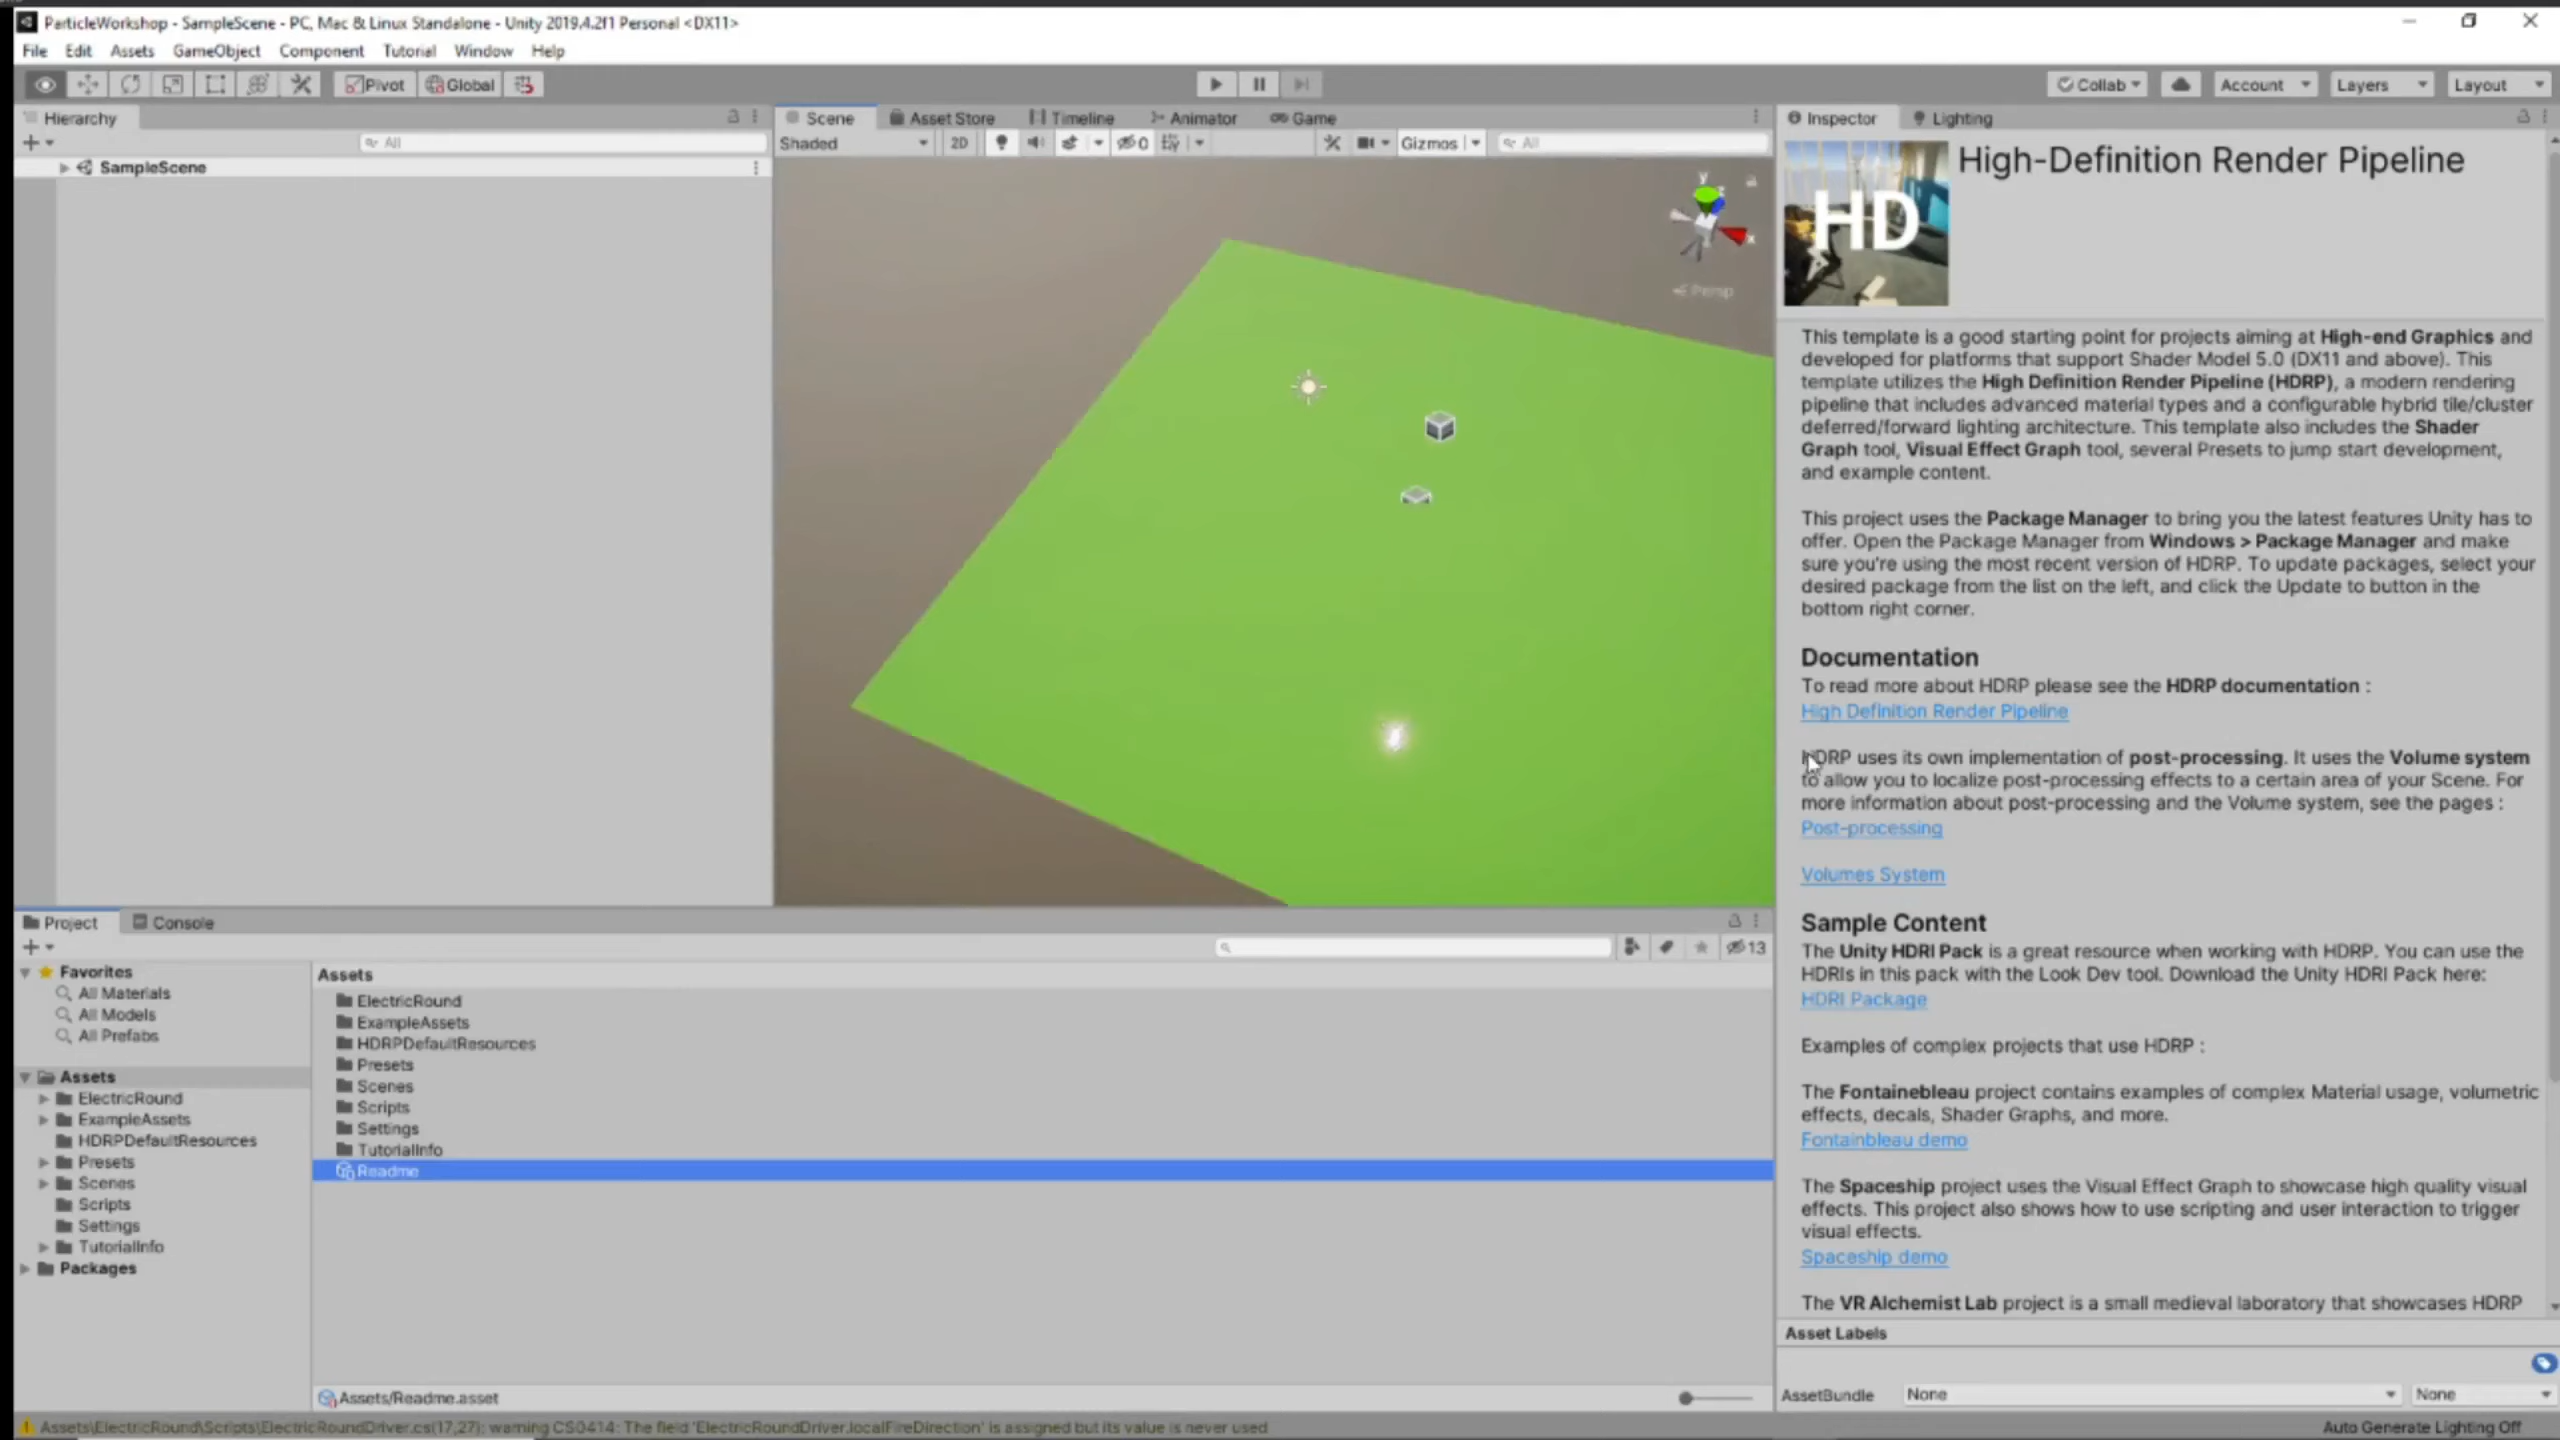 ParticleWorkshop - SampleScene - PC, Mac & Linux Standalone - Unity 2019.4.2f1 Personal <DX11>
File Edit Assets GameObject Component Tutorial Window Help
Pivot Global Collab Account Layers Layout
Hierarchy
All
SampleScene
Scene Asset Store Timeline Animator Game
Shaded 2D 0 Gizmos All
y
z
x
Persp
Inspector Lighting
HD
High-Definition Render Pipeline
This template is a good starting point for projects aiming at High-end Graphics and
developed for platforms that support Shader Model 5.0 (DX11 and above). This
template utilizes the High Definition Render Pipeline (HDRP), a modern rendering
pipeline that includes advanced material types and a configurable hybrid tile/cluster
deferred/forward lighting architecture. This template also includes the Shader
Graph tool, Visual Effect Graph tool, several Presets to jump start development,
and example content.
This project uses the Package Manager to bring you the latest features Unity has to
offer. Open the Package Manager from Windows > Package Manager and make
sure you're using the most recent version of HDRP. To update packages, select your
desired package from the list on the left, and click the Update to button in the
bottom right corner.
Documentation
To read more about HDRP please see the HDRP documentation :
High Definition Render Pipeline
HDRP uses its own implementation of post-processing. It uses the Volume system
to allow you to localize post-processing effects to a certain area of your Scene. For
more information about post-processing and the Volume system, see the pages :
Post-processing
Volumes System
Sample Content
The Unity HDRI Pack is a great resource when working with HDRP. You can use the
HDRIs in this pack with the Look Dev tool. Download the Unity HDRI Pack here:
HDRI Package
Examples of complex projects that use HDRP :
The Fontainebleau project contains examples of complex Material usage, volumetric
effects, decals, Shader Graphs, and more.
Fontainbleau demo
The Spaceship project uses the Visual Effect Graph to showcase high quality visual
effects. This project also shows how to use scripting and user interaction to trigger
visual effects.
Spaceship demo
The VR Alchemist Lab project is a small medieval laboratory that showcases HDRP
Asset Labels
AssetBundle None None
Project Console
13
Favorites
All Materials
All Models
All Prefabs
Assets
ElectricRound
ExampleAssets
HDRPDefaultResources
Presets
Scenes
Scripts
Settings
TutorialInfo
Packages
Assets
ElectricRound
ExampleAssets
HDRPDefaultResources
Presets
Scenes
Scripts
Settings
TutorialInfo
Readme
Assets/Readme.asset
Assets\ElectricRound\Scripts\ElectricRoundDriver.cs(17,27): warning CS0414: The field 'ElectricRoundDriver.localFireDirection' is assigned but its value is never used
Auto Generate Lighting Off